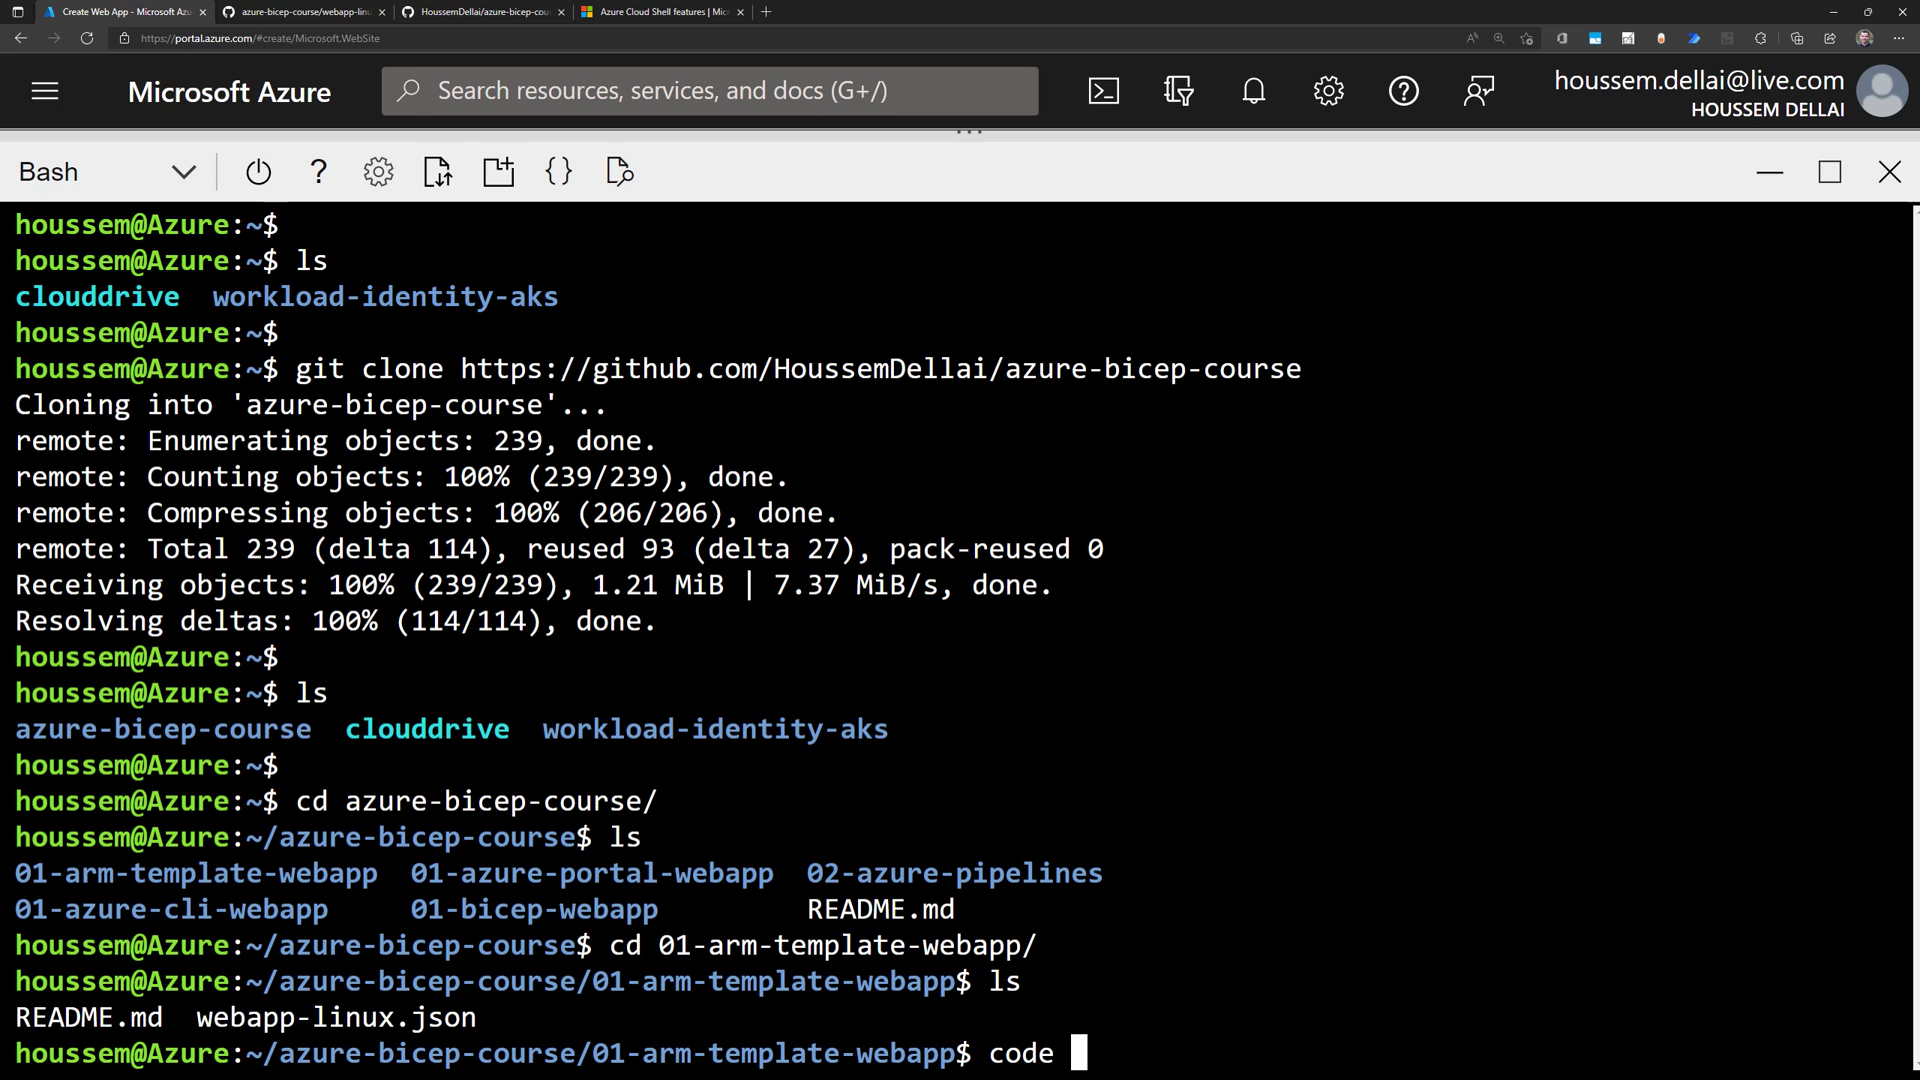 Create Web App - Microsoft Azu
azure-bicep-course/webapp-linu
HoussemDellai/azure-bicep-cour
Azure Cloud Shell features | Mic
https://portal.azure.com/#create/Microsoft.WebSite
Microsoft Azure
Search resources, services, and docs (G+/)
houssem.dellai@live.com
HOUSSEM DELLAI
Bash
houssem@Azure:~$
houssem@Azure:~$ ls
clouddrive  workload-identity-aks
houssem@Azure:~$
houssem@Azure:~$ git clone https://github.com/HoussemDellai/azure-bicep-course
Cloning into 'azure-bicep-course'...
remote: Enumerating objects: 239, done.
remote: Counting objects: 100% (239/239), done.
remote: Compressing objects: 100% (206/206), done.
remote: Total 239 (delta 114), reused 93 (delta 27), pack-reused 0
Receiving objects: 100% (239/239), 1.21 MiB | 7.37 MiB/s, done.
Resolving deltas: 100% (114/114), done.
houssem@Azure:~$
houssem@Azure:~$ ls
azure-bicep-course  clouddrive  workload-identity-aks
houssem@Azure:~$
houssem@Azure:~$ cd azure-bicep-course/
houssem@Azure:~/azure-bicep-course$ ls
01-arm-template-webapp  01-azure-portal-webapp  02-azure-pipelines
01-azure-cli-webapp     01-bicep-webapp         README.md
houssem@Azure:~/azure-bicep-course$ cd 01-arm-template-webapp/
houssem@Azure:~/azure-bicep-course/01-arm-template-webapp$ ls
README.md  webapp-linux.json
houssem@Azure:~/azure-bicep-course/01-arm-template-webapp$ code